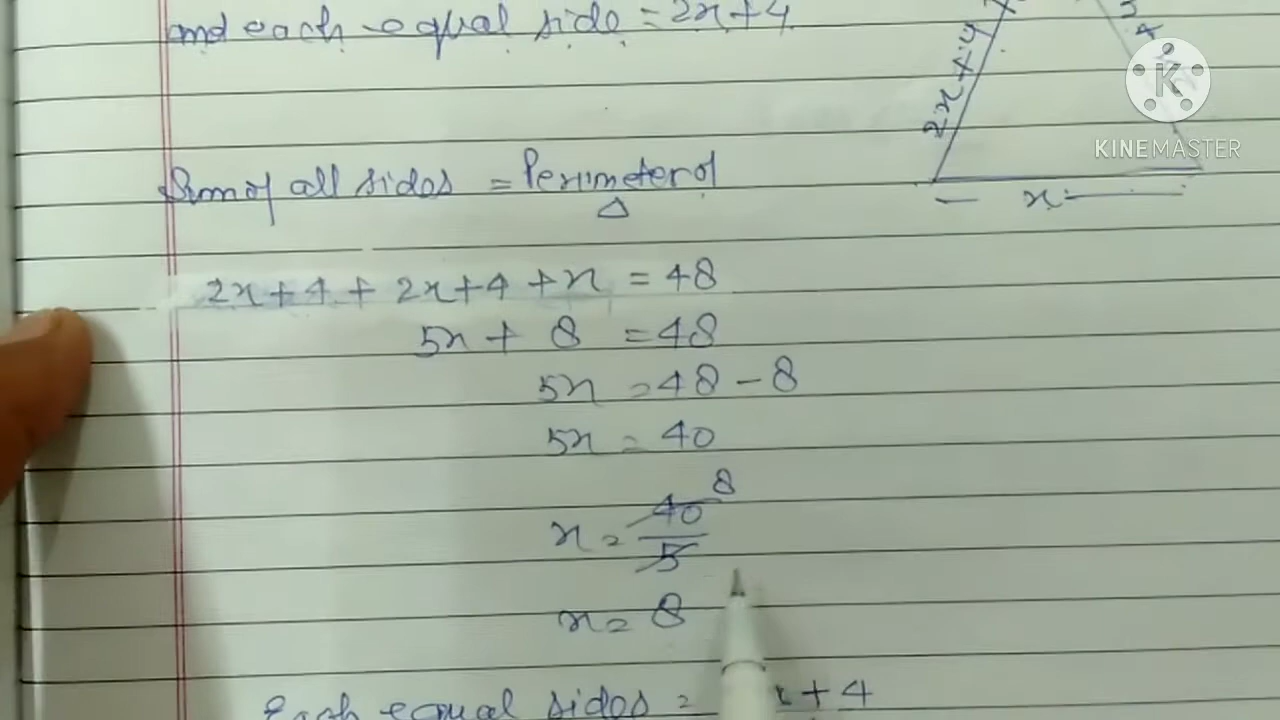 and each equal side = 2x+4
2x+4
x
KINEMASTER
Sum of all sides = Perimeter of
△
2x+4 + 2x+4 +x = 48
5x + 8 = 48
5x = 48 - 8
5x = 40
8
x = 40
5
x = 8
Each equal sides = x+4